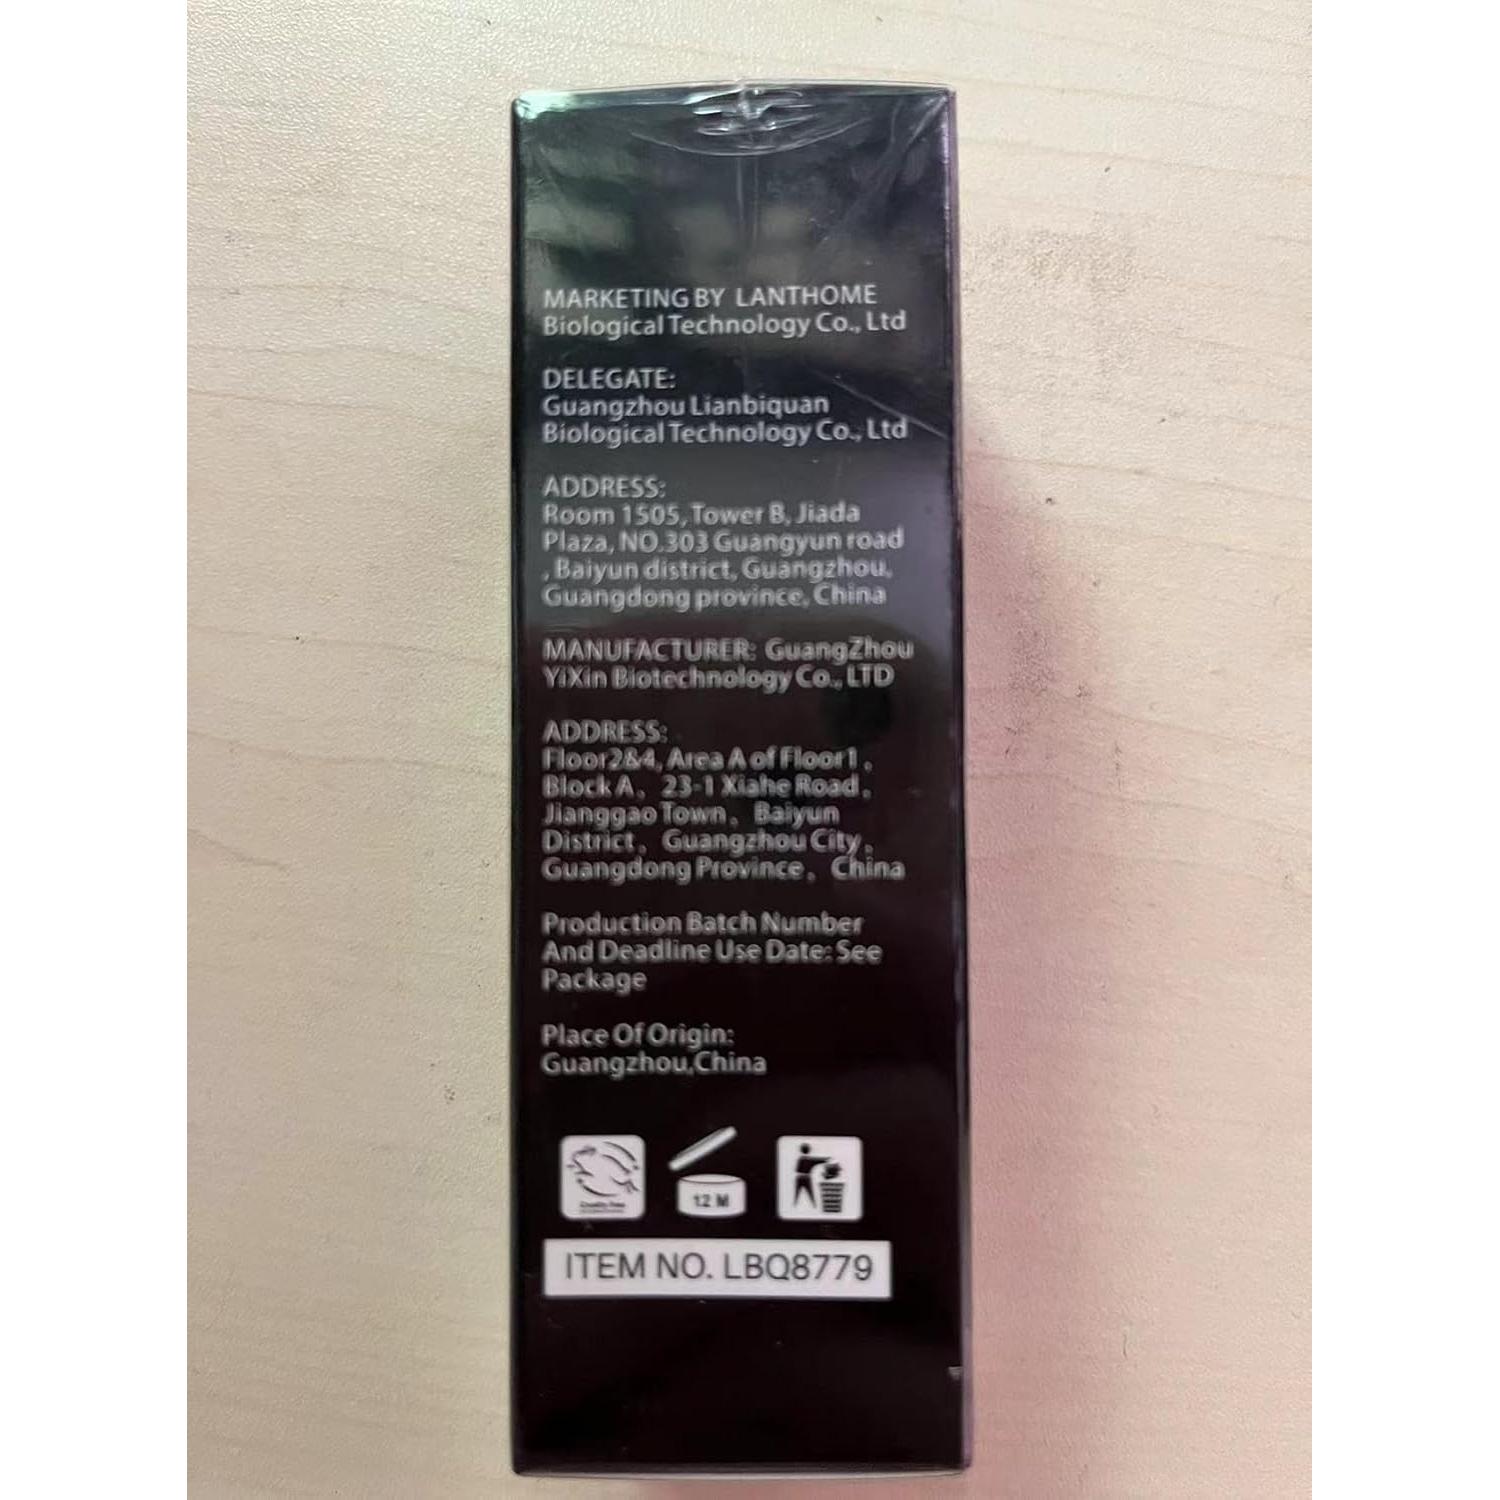 MARKETING BY LANTHOME
Biological Technology Co., Ltd
DELEGATE:
Guangzhou Lianbiquan
Biological Technology Co., Ltd
ADDRESS:
Room 1505, Tower B, Jiada
Plaza, NO.303 Guangyun road
, Baiyun district, Guangzhou,
Guangdong province, China
MANUFACTURER: GuangZhou
YiXin Biotechnology Co., LTD
ADDRESS:
Floor2&4, Area A of Floor1 ,
Block A, 23-1 Xiahe Road,
Jianggao Town, Baiyun
District, Guangzhou City,
Guangdong Province, China
Production Batch Number
And Deadline Use Date: See
Package
Place Of Origin:
Guangzhou,China
Cruelty Free
12 M
ITEM NO. LBQ8779